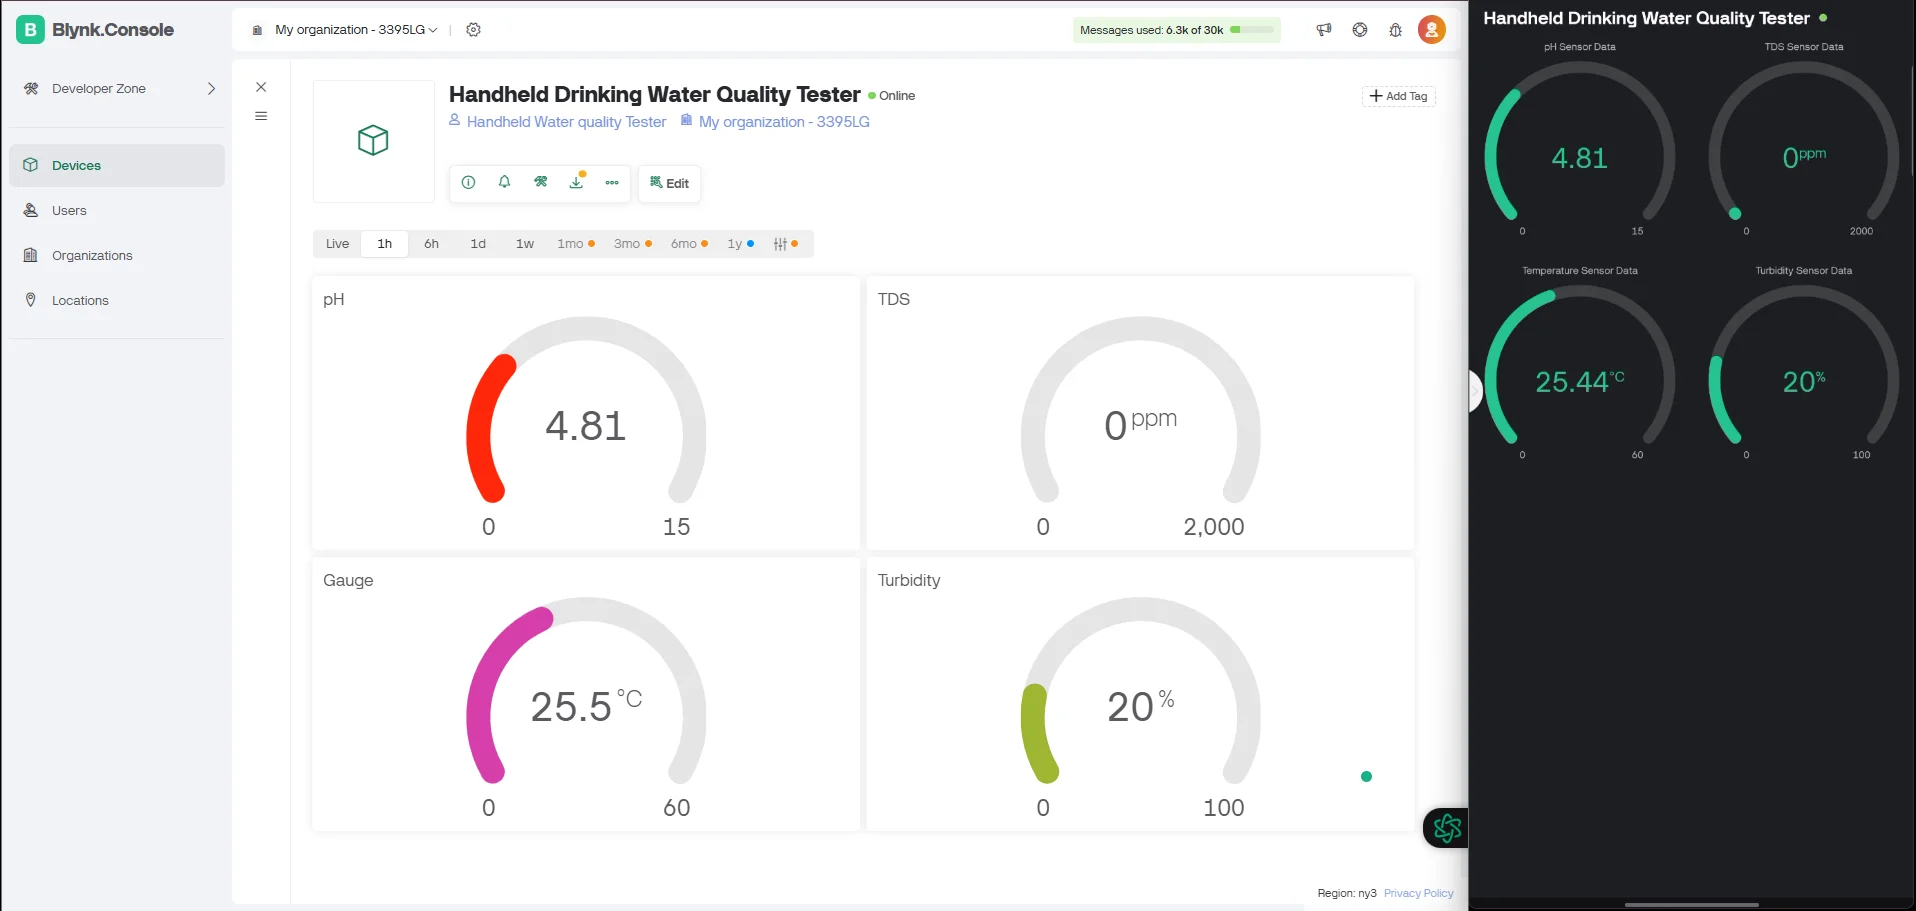 B Blynk.Console
My organization - 3395LG
Messages used: 6.3k of 30k
Developer Zone
Devices
Users
Organizations
Locations
Handheld Drinking Water Quality Tester Online
Handheld Water quality Tester My organization - 3395LG
Add Tag
Edit
Live 1h 6h 1d 1w 1mo 3mo 6mo 1y
pH
4.81
0 15
TDS
0 ppm
0 2,000
Gauge
25.5 °C
0 60
Turbidity
20 %
0 100
Region: ny3 Privacy Policy
Handheld Drinking Water Quality Tester
pH Sensor Data
4.81
0 15
TDS Sensor Data
0 ppm
0 2000
Temperature Sensor Data
25.44 °C
0 60
Turbidity Sensor Data
20 %
0 100